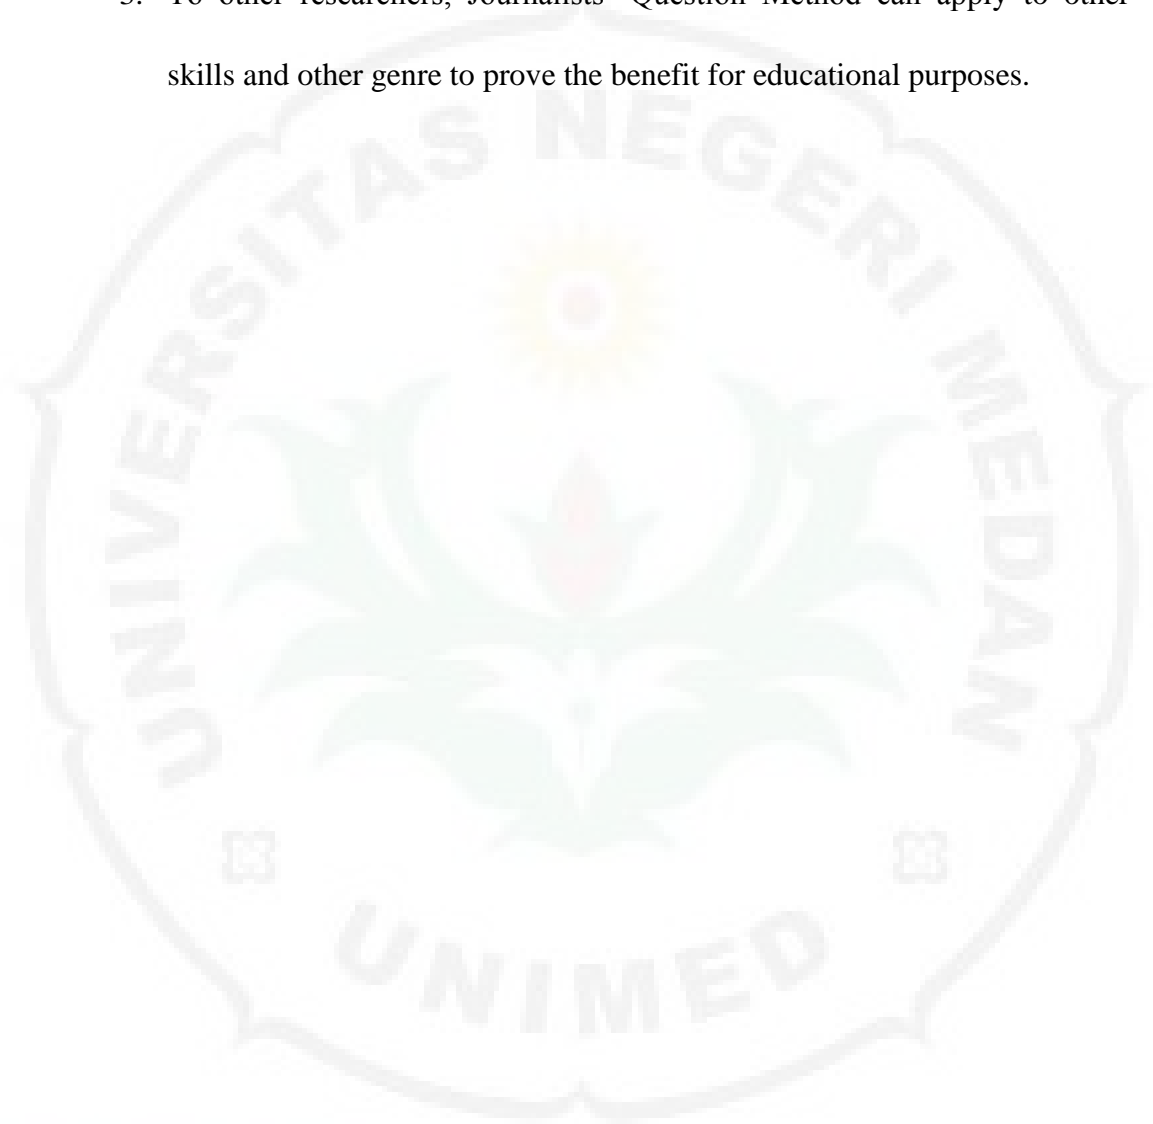 3. To other researchers, Journalists' Question Method can apply to other
skills and other genre to prove the benefit for educational purposes.
UNIVERSITAS NEGERI MEDAN
UNIMED